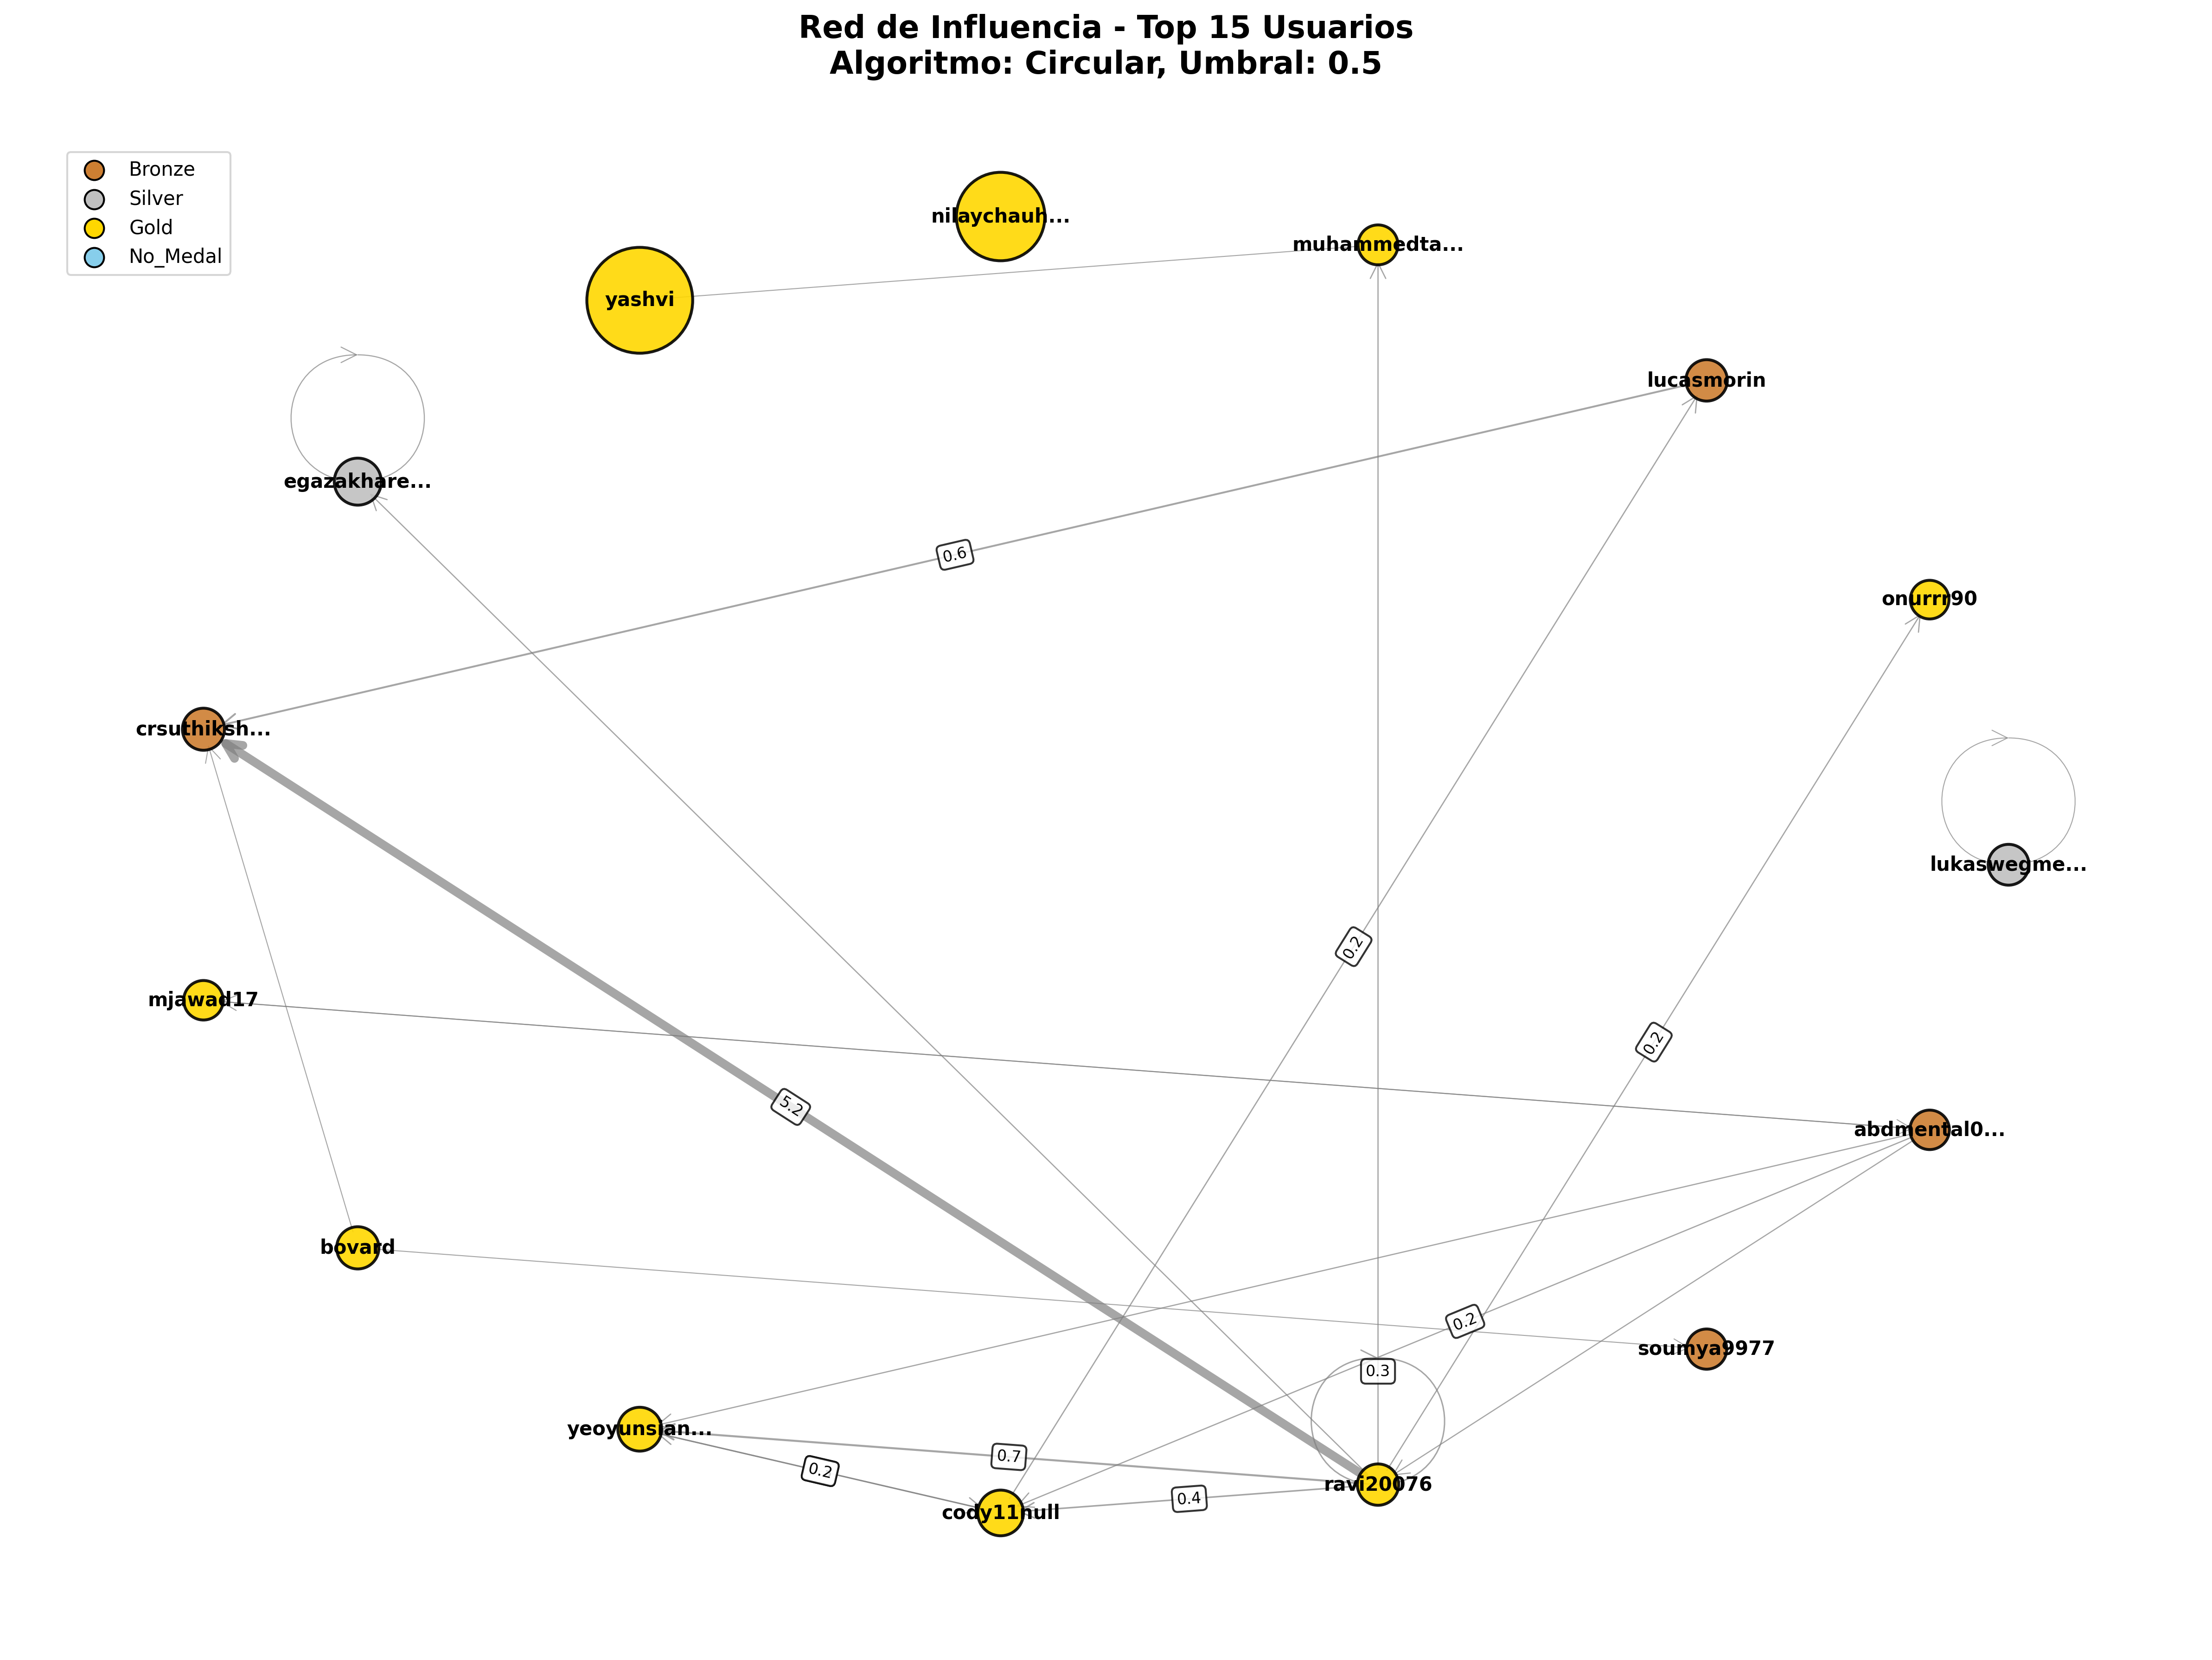 Red de Influencia - Top 15 Usuarios
Algoritmo: Circular, Umbral: 0.5
Bronze
Silver
Gold
No_Medal
nilaychauh...
muhammedta...
yashvi
lucasmorin
egazakhare...
0.6
onurrr90
crsuthiksh...
lukaswegme...
0.2
mjawad17
0.2
5.2
abdmental0...
bovard
0.2
soumya9977
0.3
yeoyunsian...
0.7
0.2
ravi20076
0.4
cody11null